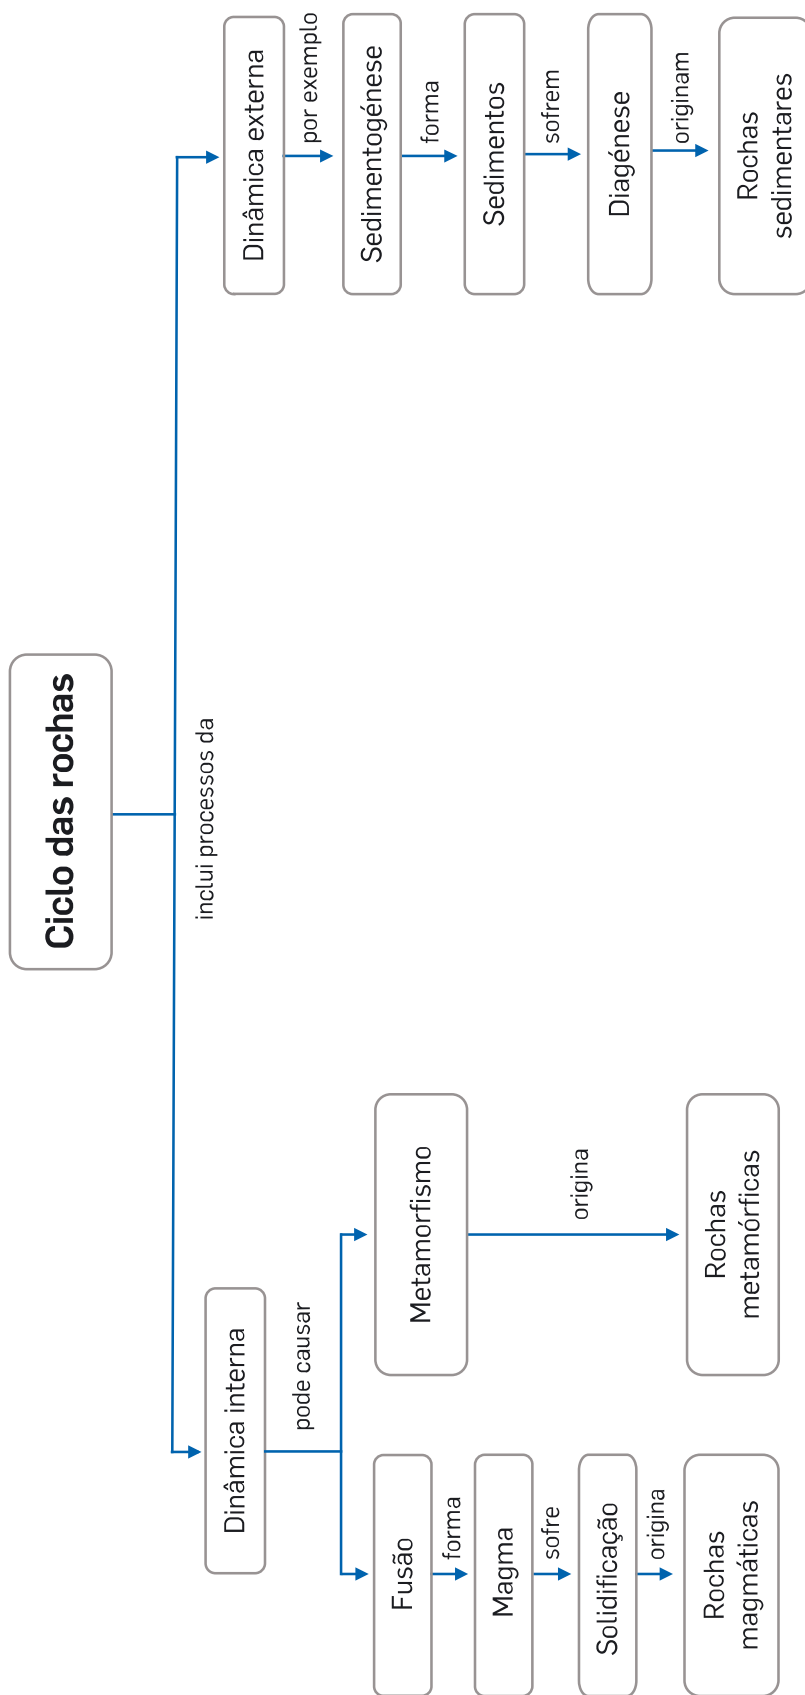 Ciclo das rochas
inclui processos da
Dinâmica interna
pode causar
Fusão
forma
Magma
sofre
Solidificação
origina
Rochas
magmáticas
Metamorfismo
origina
Rochas
metamórficas
Dinâmica externa
por exemplo
Sedimentogénese
forma
Sedimentos
sofrem
Diagénese
originam
Rochas
sedimentares